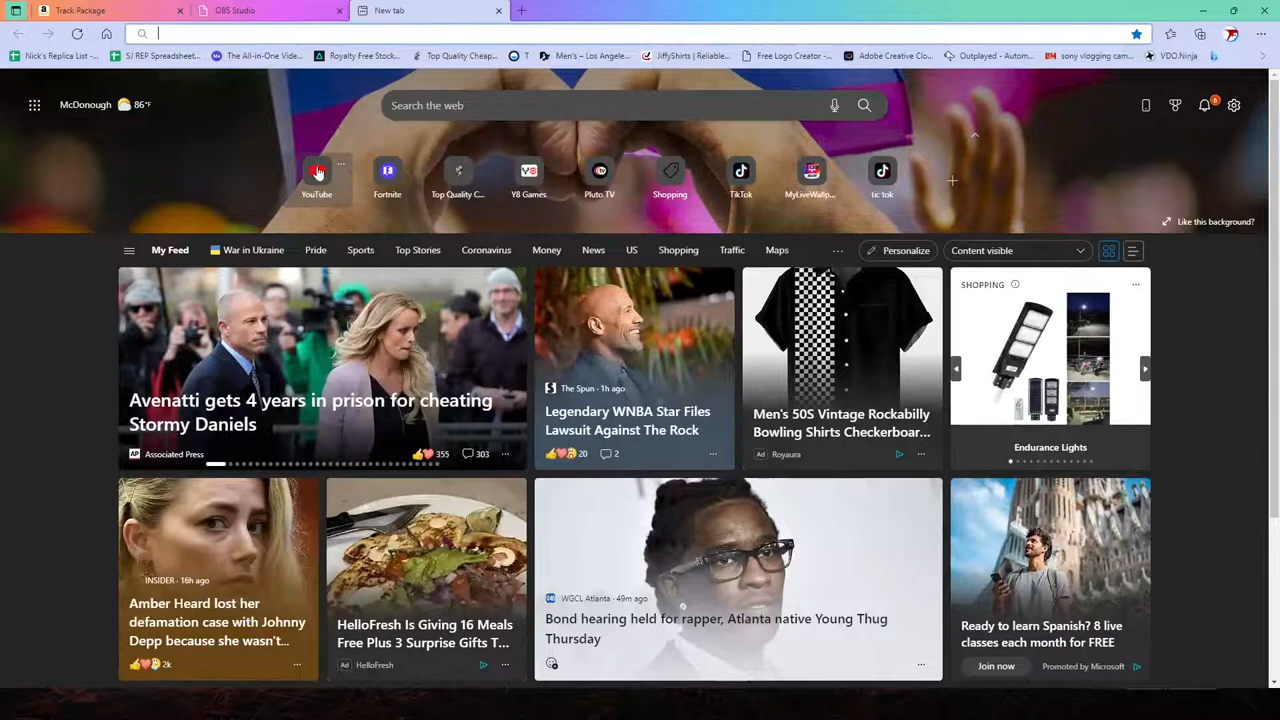 Track Package
OBS Studio
New tab
Nick's Replica List -...
SJ REP Spreadsheet...
The All-in-One Vide...
Royalty Free Stock...
Top Quality Cheap...
T
Men's – Los Angele...
JiffyShirts | Reliable...
Free Logo Creator -...
Adobe Creative Clo...
Outplayed - Autom...
sony vlogging cam...
VDO.Ninja
McDonough 86°F
Search the web
6
YouTube
Fortnite
Top Quality C...
Y8 Games
Pluto TV
Shopping
TikTok
MyLiveWallp...
tic tok
Like this background?
My Feed
War in Ukraine
Pride
Sports
Top Stories
Coronavirus
Money
News
US
Shopping
Traffic
Maps
Personalize
Content visible
Avenatti gets 4 years in prison for cheating
Stormy Daniels
AP Associated Press
355
303
The Spun · 1h ago
Legendary WNBA Star Files
Lawsuit Against The Rock
20
2
Men's 50S Vintage Rockabilly
Bowling Shirts Checkerboar...
Ad Royaura
SHOPPING
Endurance Lights
INSIDER · 16h ago
Amber Heard lost her
defamation case with Johnny
Depp because she wasn't...
2k
HelloFresh Is Giving 16 Meals
Free Plus 3 Surprise Gifts T...
Ad HelloFresh
WGCL Atlanta · 49m ago
Bond hearing held for rapper, Atlanta native Young Thug
Thursday
Ready to learn Spanish? 8 live
classes each month for FREE
Join now
Promoted by Microsoft